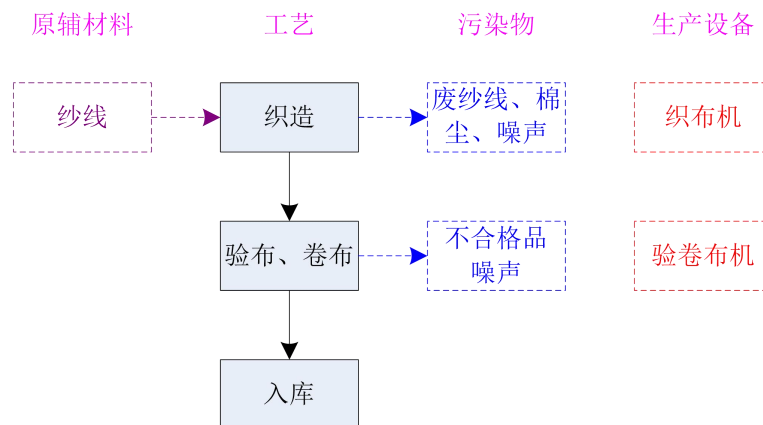 原辅材料 工艺 污染物 生产设备
纱线 织造 废纱线、棉
尘、噪声 织布机
验布、卷布 不合格品
噪声 验卷布机
入库